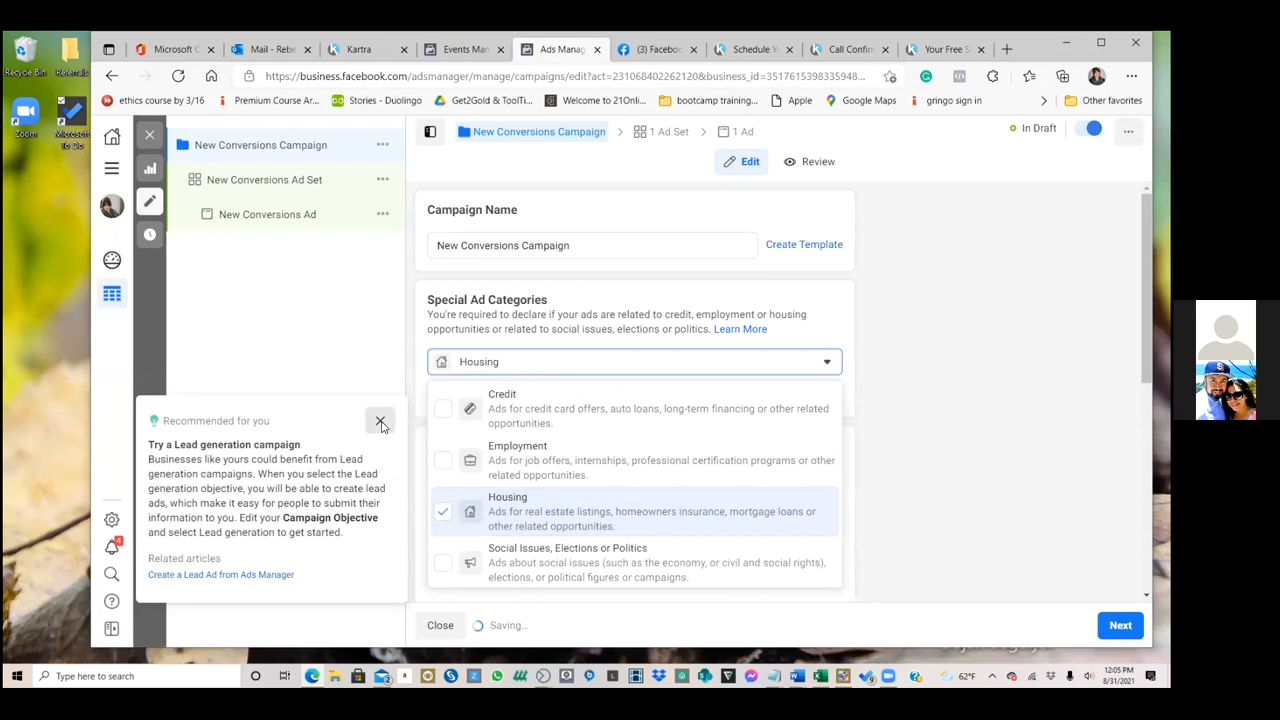 Recycle Bin
Referrals
Zoom
Microsoft
To Do
Microsoft C
Mail - Rebe
Kartra
Events Man
Ads Manag
(3) Faceboo
Schedule Yo
Call Confirm
Your Free S
https://business.facebook.com/adsmanager/manage/campaigns/edit?act=231068402262120&business_id=3517615398335948...
ethics course by 3/16
Premium Course Ar...
Stories - Duolingo
Get2Gold & ToolTi...
Welcome to 21Onli...
bootcamp training...
Apple
Google Maps
gringo sign in
Other favorites
New Conversions Campaign
New Conversions Ad Set
New Conversions Ad
New Conversions Campaign
1 Ad Set
1 Ad
In Draft
Edit
Review
Campaign Name
New Conversions Campaign
Create Template
Special Ad Categories
You're required to declare if your ads are related to credit, employment or housing
opportunities or related to social issues, elections or politics. Learn More
Housing
Credit
Ads for credit card offers, auto loans, long-term financing or other related
opportunities.
Employment
Ads for job offers, internships, professional certification programs or other
related opportunities.
Housing
Ads for real estate listings, homeowners insurance, mortgage loans or
other related opportunities.
Social Issues, Elections or Politics
Ads about social issues (such as the economy, or civil and social rights),
elections, or political figures or campaigns.
Recommended for you
Try a Lead generation campaign
Businesses like yours could benefit from Lead
generation campaigns. When you select the Lead
generation objective, you will be able to create lead
ads, which make it easy for people to submit their
information to you. Edit your Campaign Objective
and select Lead generation to get started.
Related articles
Create a Lead Ad from Ads Manager
4
Close
Saving...
Next
Type here to search
62°F
12:05 PM
8/31/2021